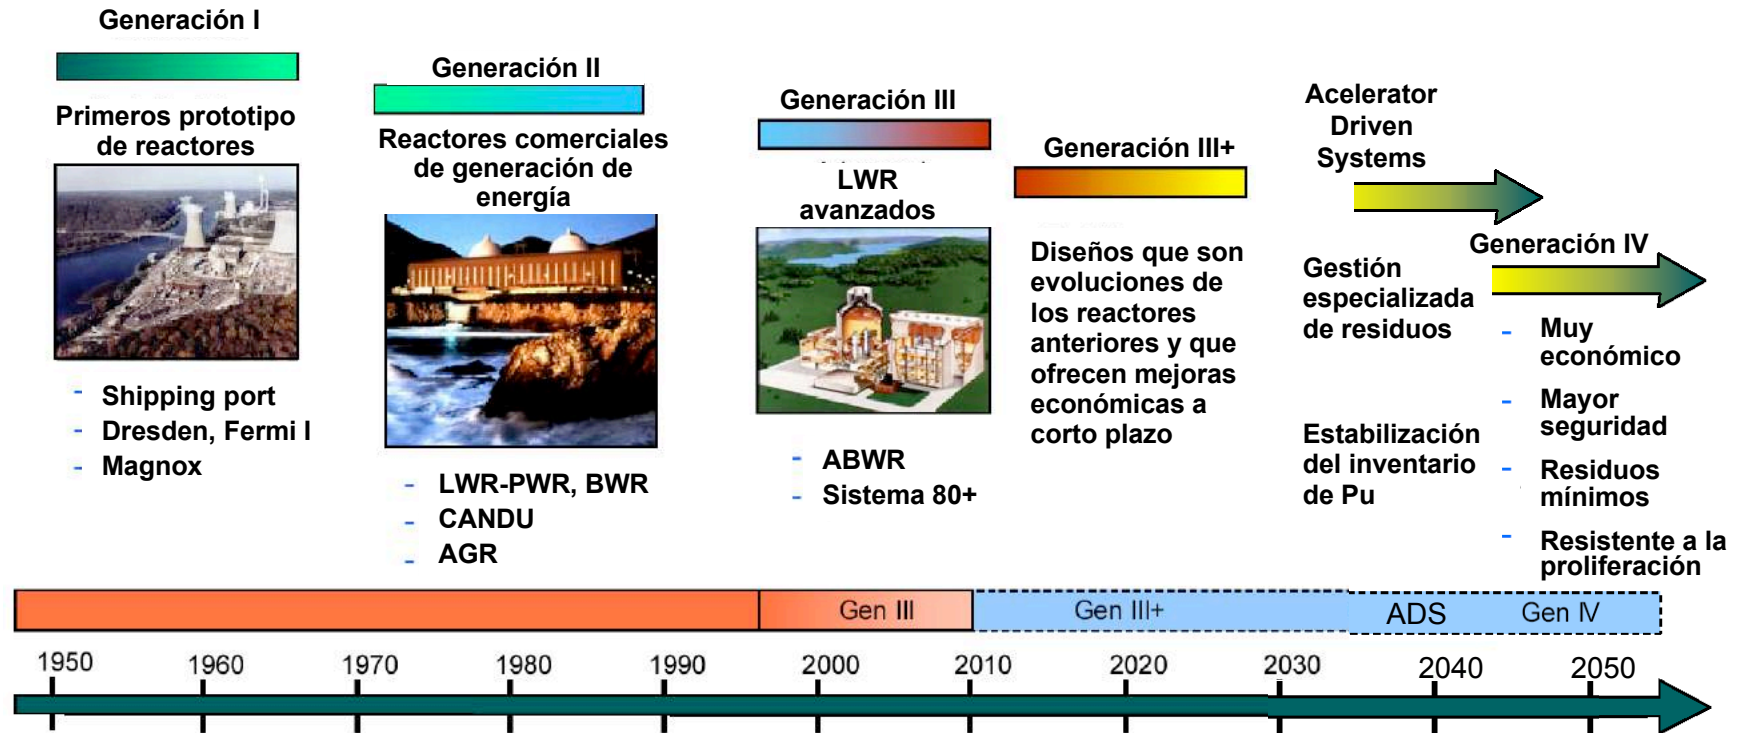 Generación I
Primeros prototipo
de reactores
- Shipping port
- Dresden, Fermi I
- Magnox
Generación II
Reactores comerciales
de generación de
energía
- LWR-PWR, BWR
- CANDU
- AGR
Generación III
LWR
avanzados
- ABWR
- Sistema 80+
Generación III+
Diseños que son
evoluciones de
los reactores
anteriores y que
ofrecen mejoras
económicas a
corto plazo
Acelerator
Driven
Systems
Gestión
especializada
de residuos
Estabilización
del inventario
de Pu
Generación IV
- Muy
económico
- Mayor
seguridad
- Residuos
mínimos
- Resistente a la
proliferación
Gen III
Gen III+
ADS
Gen IV
1950 1960 1970 1980 1990 2000 2010 2020 2030 2040 2050